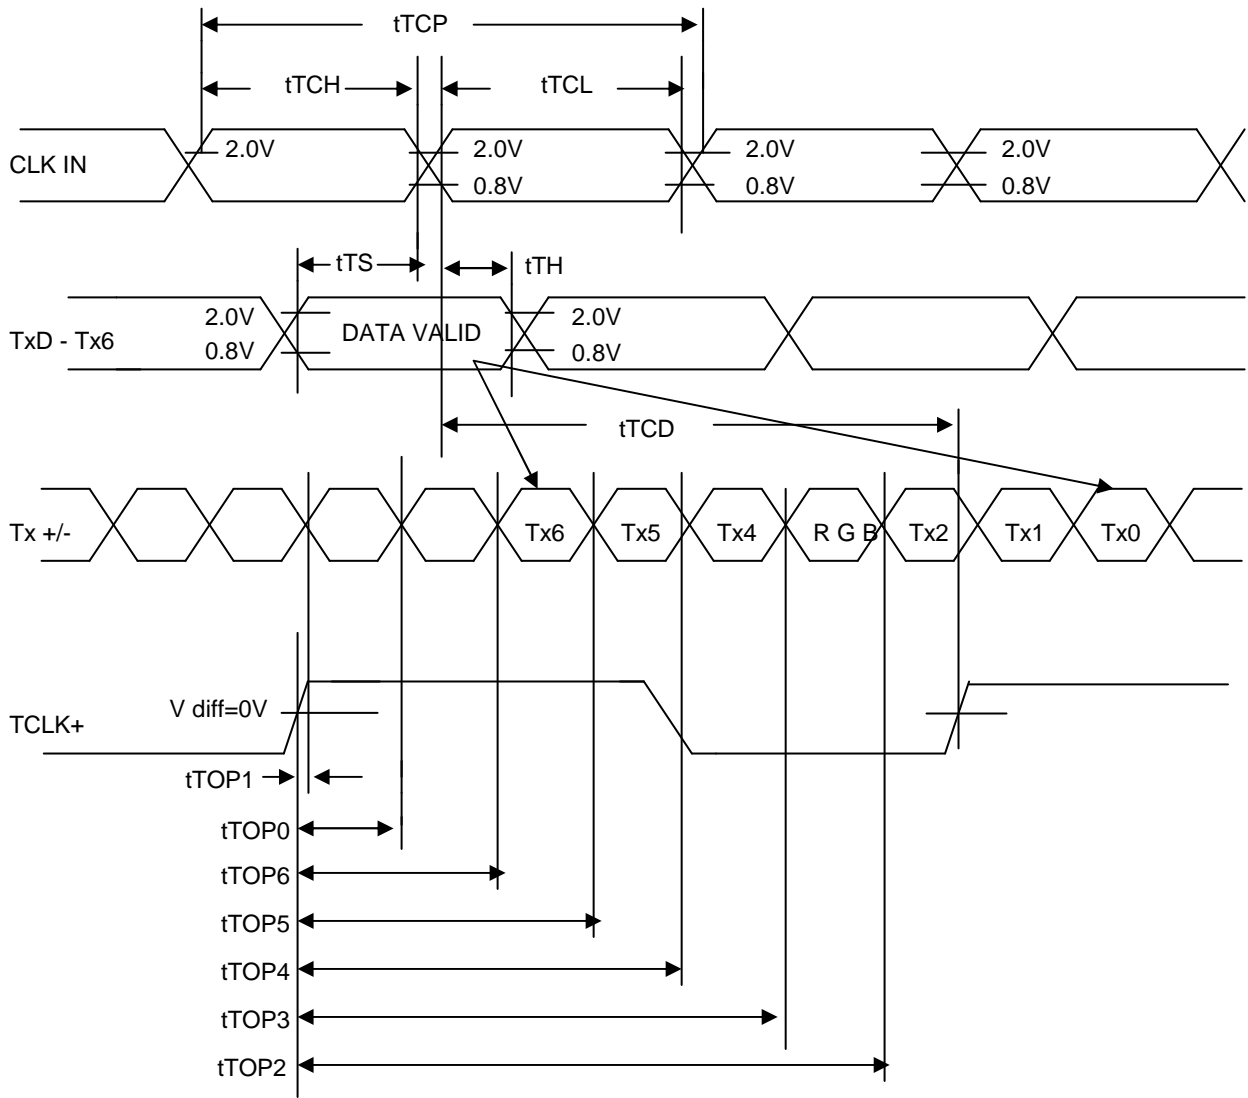 tTCP
tTCH
tTCL
CLK IN
2.0V
2.0V
2.0V
2.0V
0.8V
0.8V
0.8V
tTS
tTH
TxD - Tx6
2.0V
DATA VALID
2.0V
0.8V
0.8V
tTCD
Tx +/-
Tx6
Tx5
Tx4
R G B
Tx2
Tx1
Tx0
V diff=0V
TCLK+
tTOP1
tTOP0
tTOP6
tTOP5
tTOP4
tTOP3
tTOP2